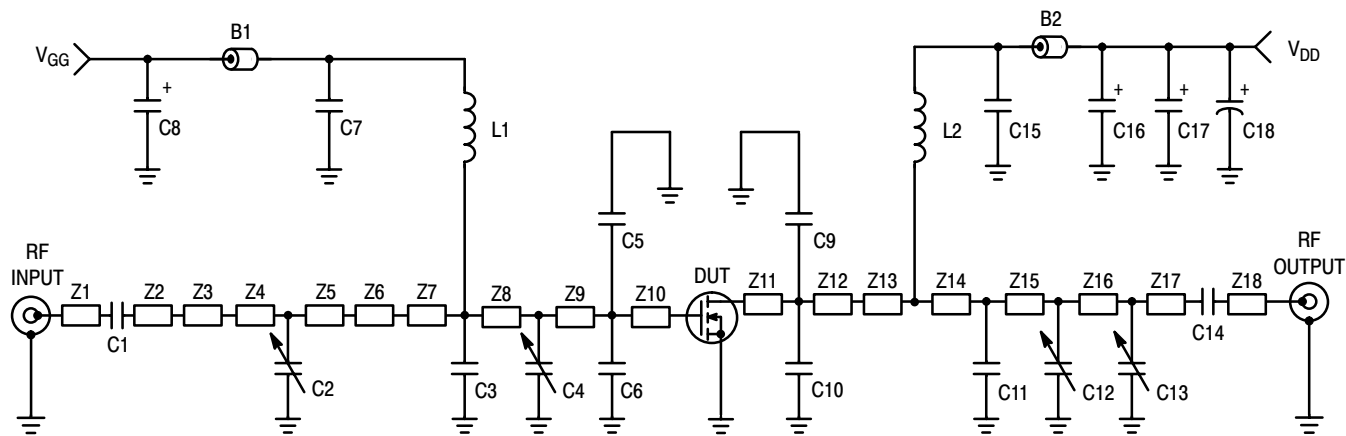 B1
B2
VGG
VDD
+
C8
C7
L1
L2
C15
+
C16
+
C17
+
C18
C5
C9
RF
INPUT
RF
OUTPUT
DUT
Z1
Z2
Z3
Z4
Z5
Z6
Z7
Z8
Z9
Z10
Z11
Z12
Z13
Z14
Z15
Z16
Z17
Z18
C1
C14
C2
C3
C4
C6
C10
C11
C12
C13